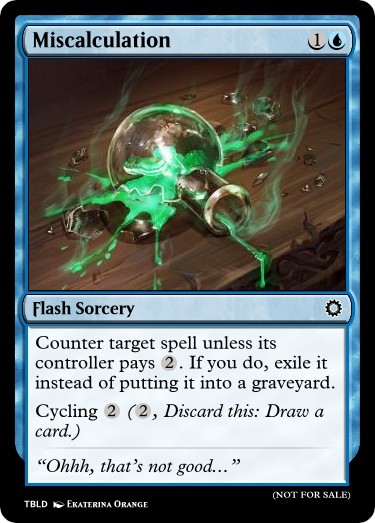 Miscalculation 1
Flash Sorcery
Counter target spell unless its
controller pays 2. If you do, exile it
instead of putting it into a graveyard.
Cycling 2 (2, Discard this: Draw a
card.)
“Ohhh, that’s not good…”
TBLD Ekaterina Orange
(NOT FOR SALE)